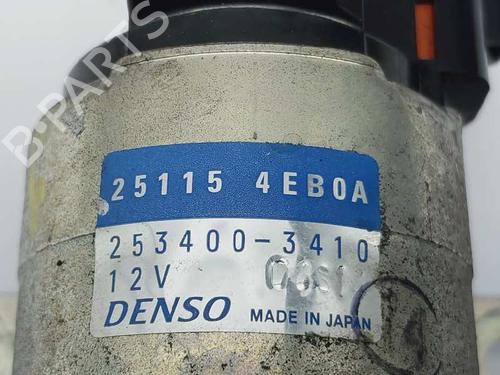 B-PARTS
25115 4EB0A
253400-3410
12V
DENSO MADE IN JAPAN